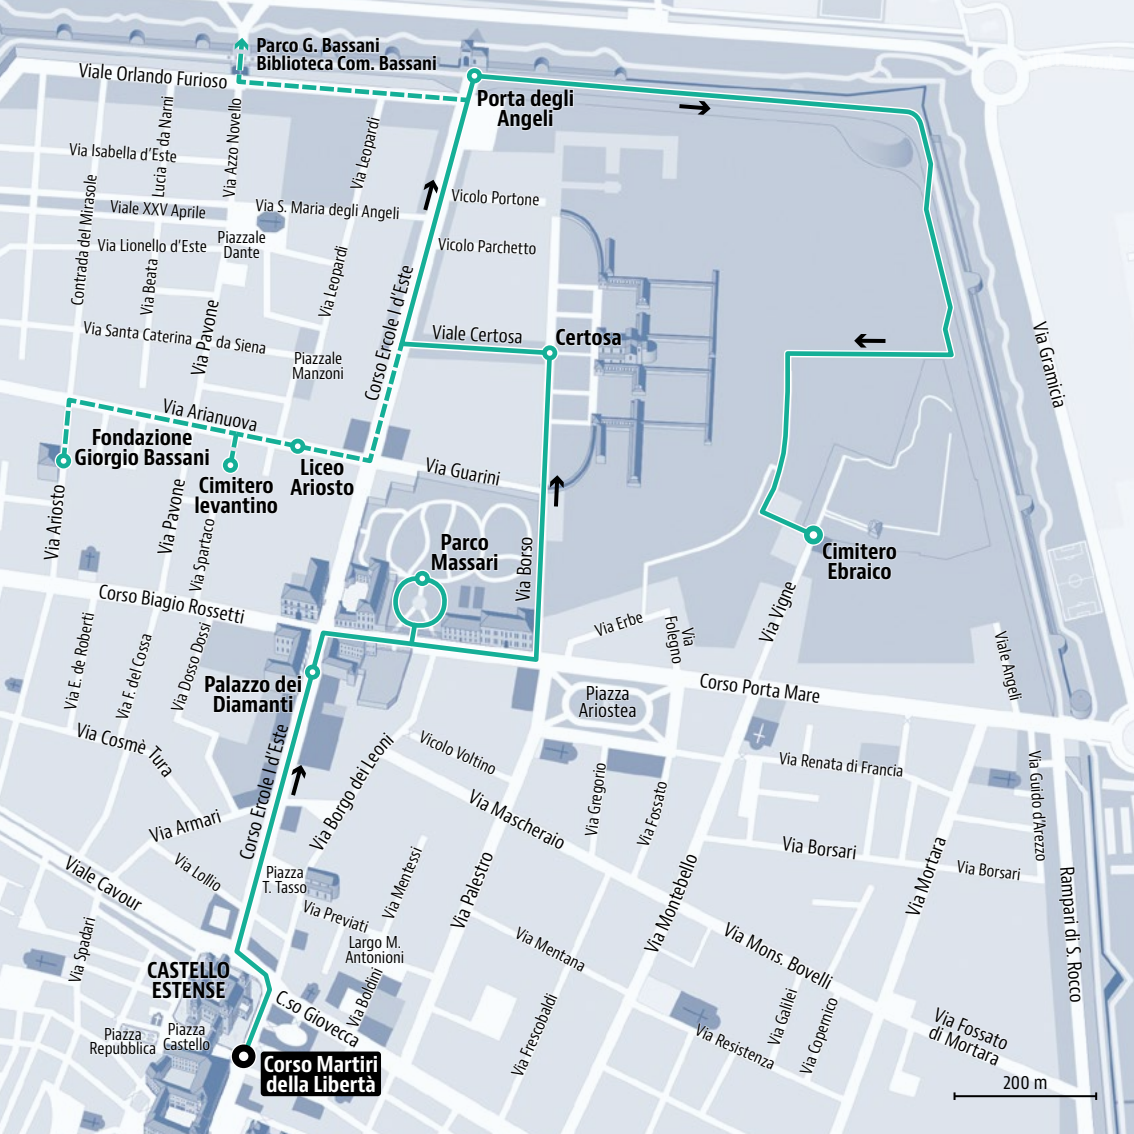 Parco G. Bassani
Biblioteca Com. Bassani
Viale Orlando Furioso
Porta degli
Angeli
Via Isabella d'Este
Lucia da Narni
Via Azzo Novello
Via Leopardi
Contrada del Mirasole
Viale XXV Aprile
Via S. Maria degli Angeli
Vicolo Portone
Via Lionello d'Este
Piazzale
Dante
Vicolo Parchetto
Via Beata
Via Leopardi
Corso Ercole I d'Este
Via Pavone
Via Santa Caterina da Siena
Viale Certosa
Certosa
Piazzale
Manzoni
Via Gramicia
Via Arianuova
Fondazione
Giorgio Bassani
Liceo
Ariosto
Cimitero
levantino
Via Guarini
Via Ariosto
Via Pavone
Via Spartaco
Parco
Massari
Via Borso
Cimitero
Ebraico
Corso Biagio Rossetti
Via Vigne
Via Erbe
Via
Folegno
Via E. de Roberti
Via F. del Cossa
Via Dosso Dossi
Viale Angeli
Palazzo dei
Diamanti
Piazza
Ariostea
Corso Porta Mare
Via Cosmè Tura
Corso Ercole I d'Este
Via Borgo dei Leoni
Vicolo Voltino
Via Renata di Francia
Via Guido d'Arezzo
Via Gregorio
Via Fossato
Via Mascheraio
Via Armari
Via Borsari
Via Borsari
Via Lollio
Viale Cavour
Piazza
T. Tasso
Via Mentessi
Via Palestro
Via Montebello
Via Mortara
Rampari di S. Rocco
Via Previati
Via Spadari
Largo M.
Antonioni
Via Mentana
Via Mons. Bovelli
CASTELLO
ESTENSE
C.so Giovecca
Via Boldini
Via Frescobaldi
Via Galilei
Via Copernico
Via Resistenza
Via Fossato
di Mortara
Piazza
Repubblica
Piazza
Castello
Corso Martiri
della Libertà
200 m